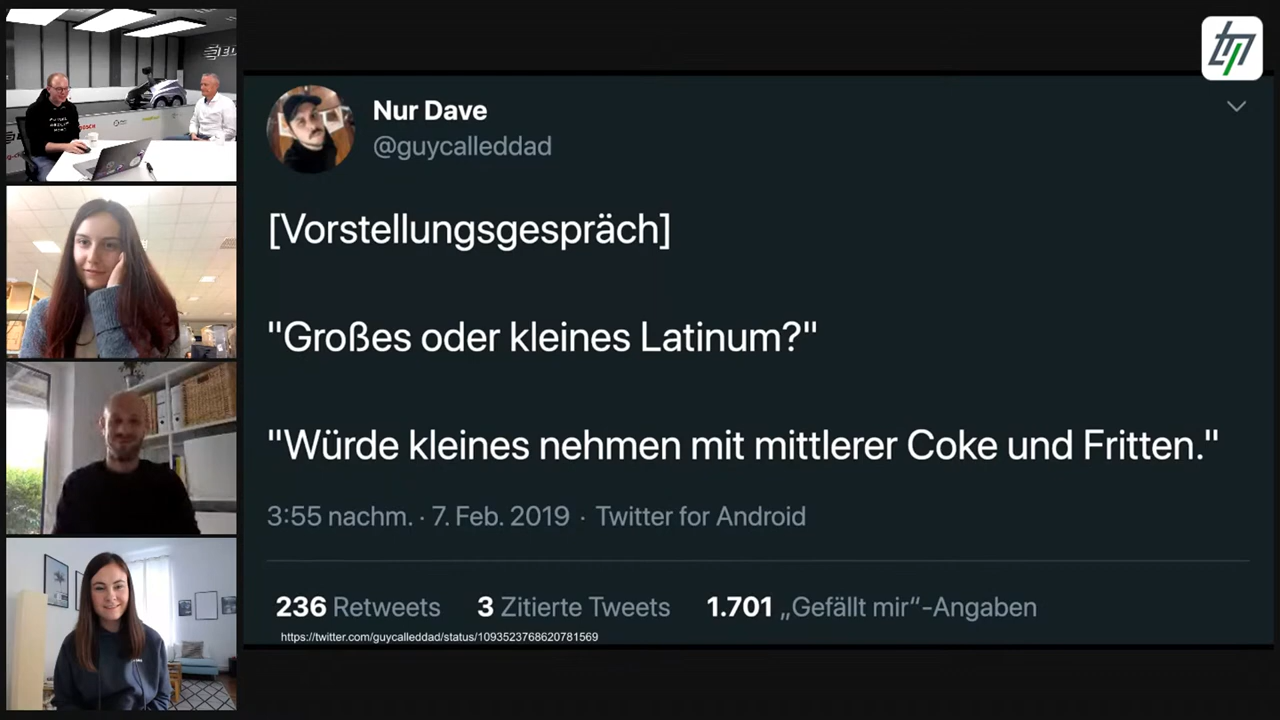 Nur Dave
@guycalleddad
[Vorstellungsgespräch]
"Großes oder kleines Latinum?"
"Würde kleines nehmen mit mittlerer Coke und Fritten."
3:55 nachm. · 7. Feb. 2019 · Twitter for Android
236 Retweets 3 Zitierte Tweets 1.701 „Gefällt mir“-Angaben
https://twitter.com/guycalleddad/status/1093523768620781569